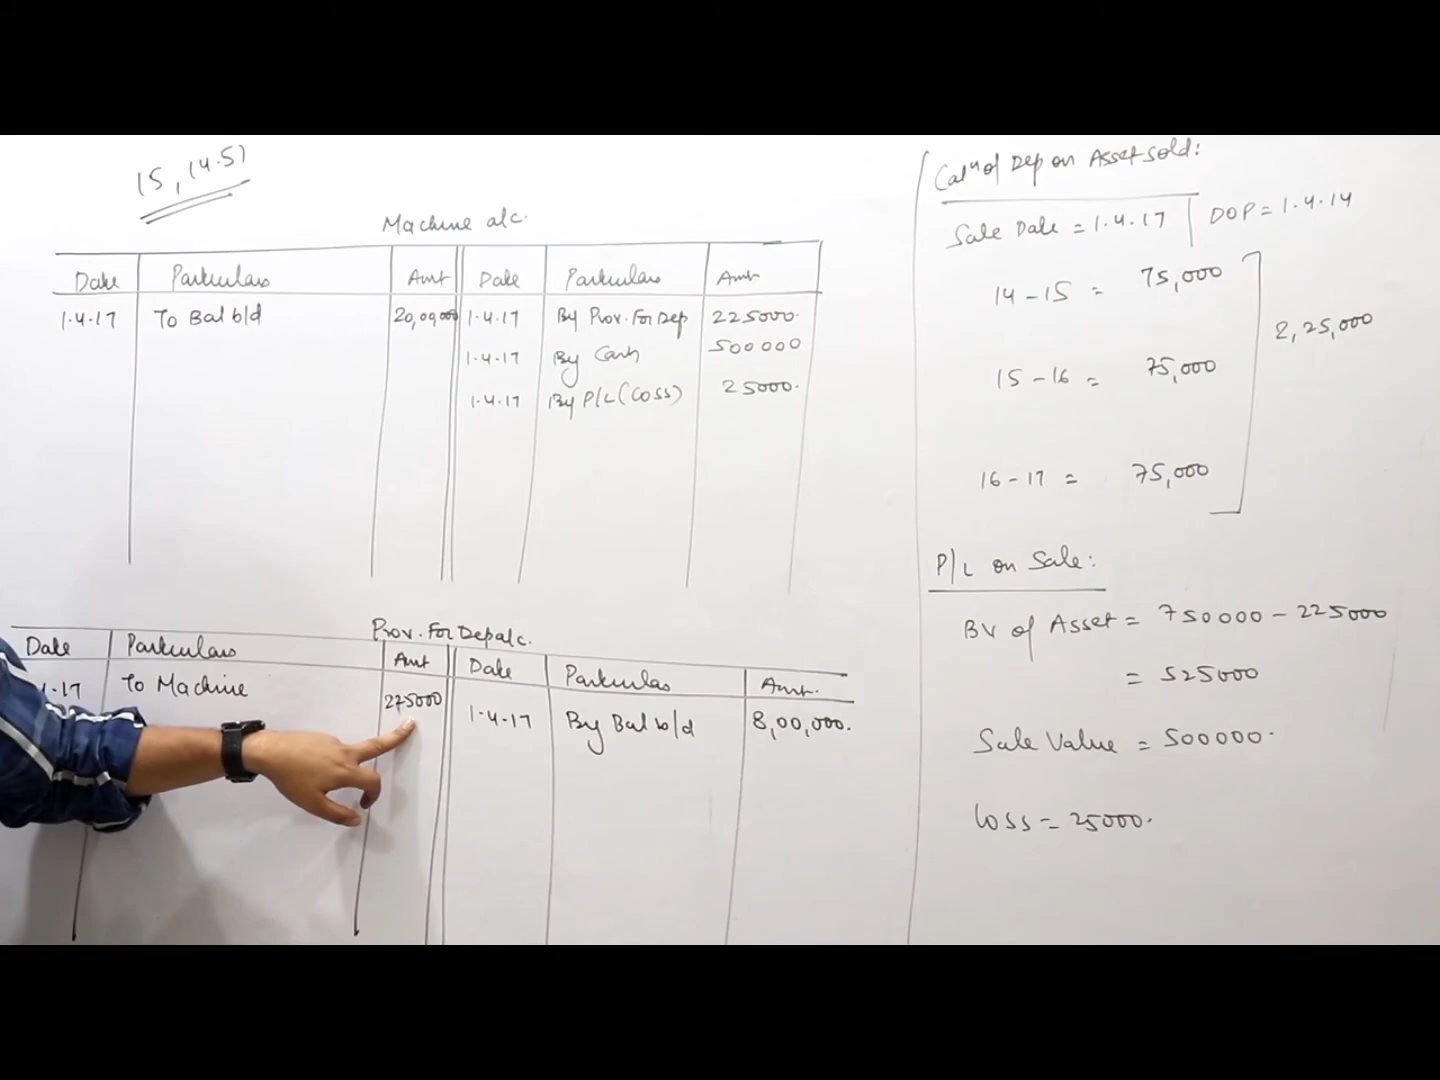 15, 14.5)
Machine a/c.
Date Particulars Amt Date Particulars Amt
1.4.17 To Bal b/d 20,00,000 1.4.17 By Prov. For Dep 225000.
1.4.17 By Cash 500000
1.4.17 By P/L (Loss) 25000.
Prov. For Dep a/c.
Date Particulars Amt Date Particulas Amt.
.17 To Machine 225000 1.4.17 By Bal b/d 8,00,000.
Calⁿ of Dep on Asset Sold:
Sale Date = 1.4.17 | DOP = 1.4.14
14-15 = 75,000
15-16 = 75,000
2,25,000
16-17 = 75,000
P/L on Sale:
BV of Asset = 750000 - 225000
= 525000
Sale Value = 500000.
Loss = 25000.